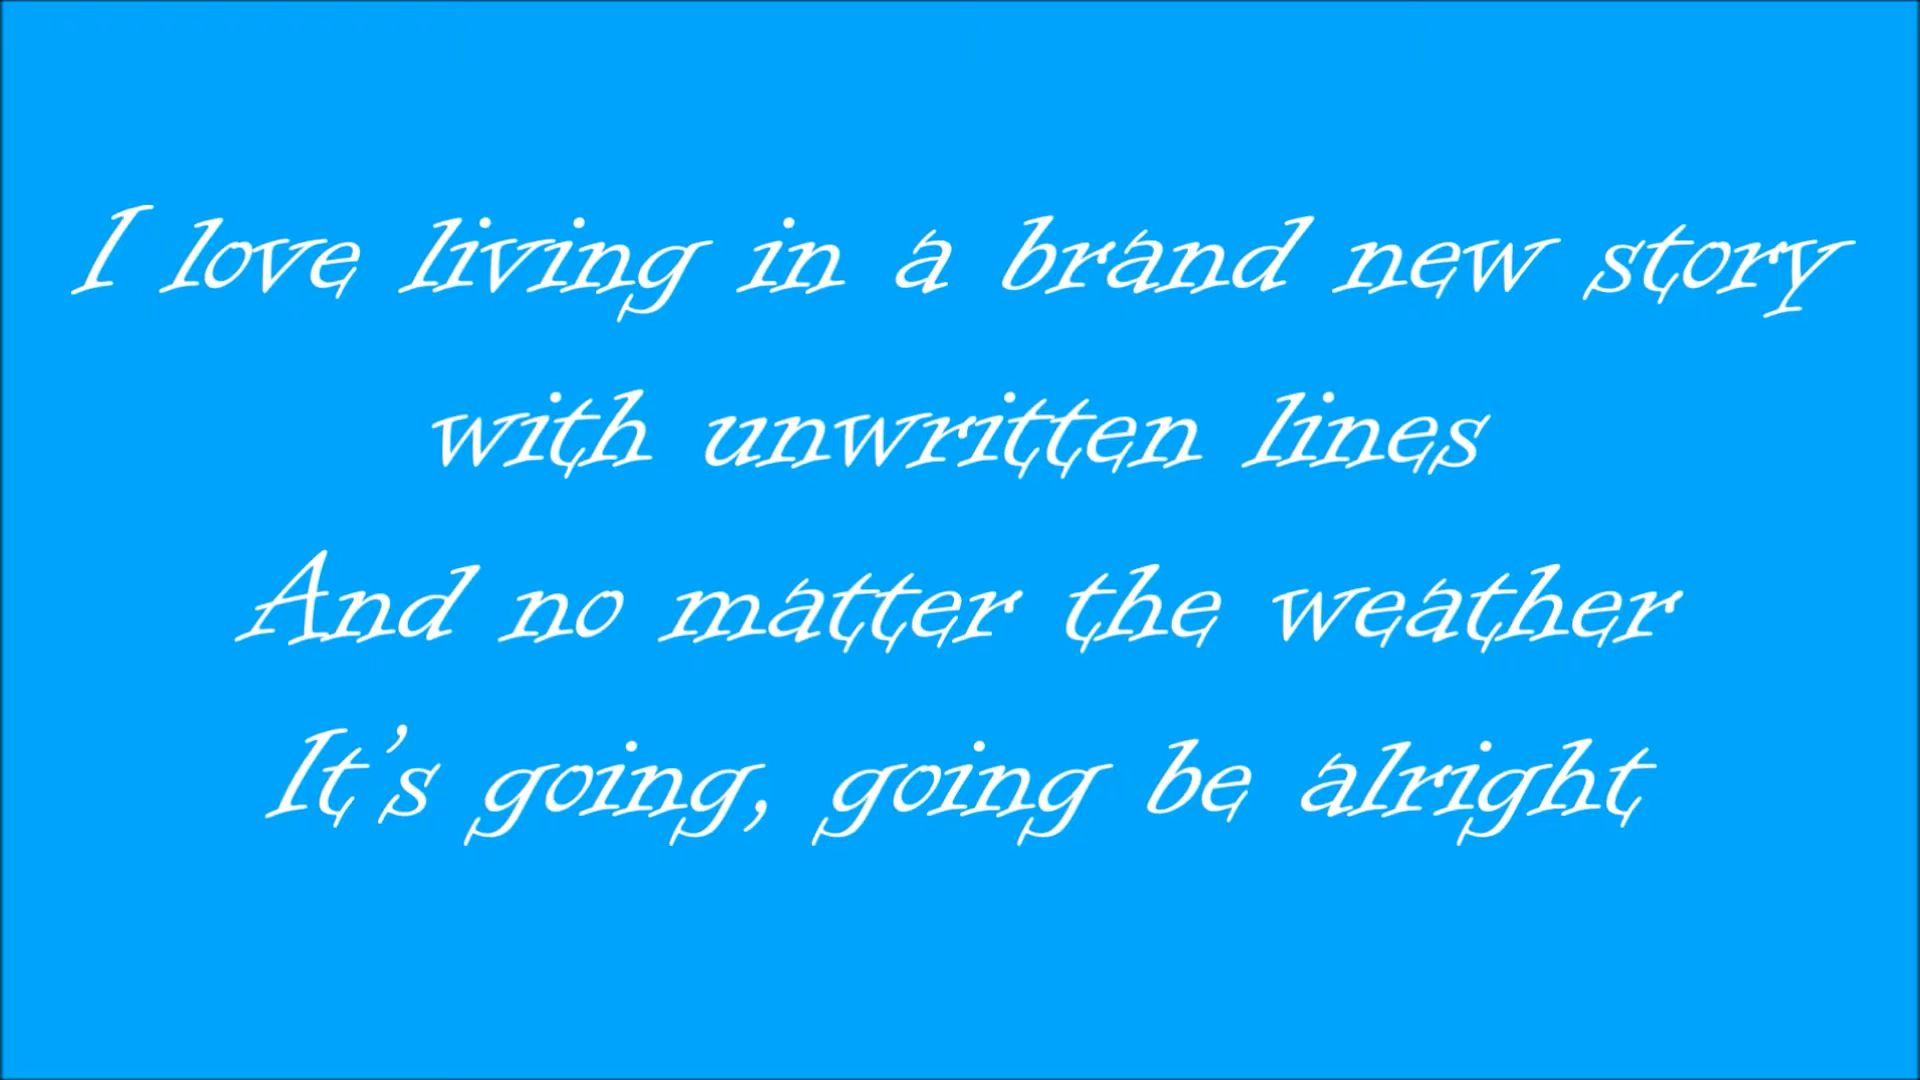 I love living in a brand new story
with unwritten lines
And no matter the weather
It's going, going be alright